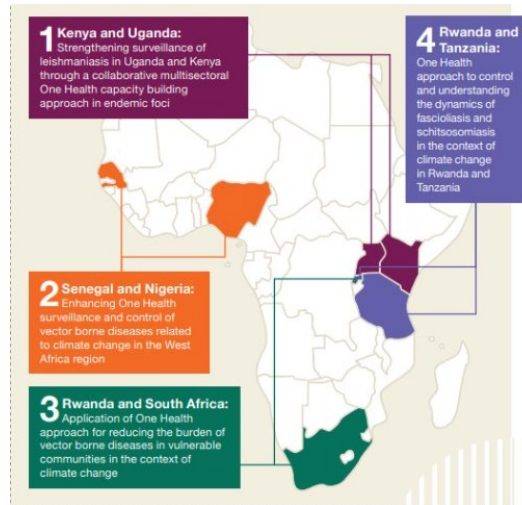 1 Kenya and Uganda:
Strengthening surveillance of
leishmaniasis in Uganda and Kenya
through a collaborative mulltisectoral
One Health capacity building
approach in endemic foci
4 Rwanda and
Tanzania:
One Health
approach to control
and understanding
the dynamics of
fascioliasis and
schitsosomiasis
in the context of
climate change
in Rwanda and
Tanzania
2 Senegal and Nigeria:
Enhancing One Health
surveillance and control of
vector borne diseases related
to climate change in the West
Africa region
3 Rwanda and South Africa:
Application of One Health
approach for reducing the burden of
vector borne diseases in vulnerable
communities in the context of
climate change